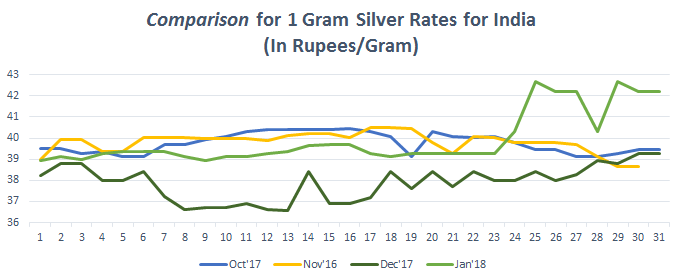 Comparison for 1 Gram Silver Rates for India
(In Rupees/Gram)
43
42
41
40
39
38
37
36
1 2 3 4 5 6 7 8 9 10 11 12 13 14 15 16 17 18 19 20 21 22 23 24 25 26 27 28 29 30 31
Oct'17 Nov'16 Dec'17 Jan'18